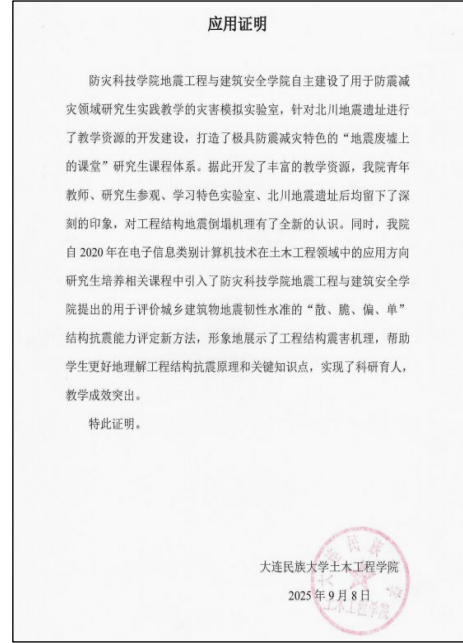 应用证明
防灾科技学院地震工程与建筑安全学院自主建设了用于防震减
灾领域研究生实践教学的灾害模拟实验室，针对北川地震遗址进行
了教学资源的开发建设，打造了极具防震减灾特色的“地震废墟上
的课堂”研究生课程体系。据此开发了丰富的教学资源，我院青年
教师、研究生参观、学习特色实验室、北川地震遗址后均留下了深
刻的印象，对工程结构地震倒塌机理有了全新的认识。同时，我院
自 2020 年在电子信息类别计算机技术在土木工程领域中的应用方向
研究生培养相关课程中引入了防灾科技学院地震工程与建筑安全学
院提出的用于评价城乡建筑物地震韧性水准的“散、脆、偏、单”
结构抗震能力评定新方法，形象地展示了工程结构震害机理，帮助
学生更好地理解工程结构抗震原理和关键知识点，实现了科研育人，
教学成效突出。
特此证明。
大连民族大学土木工程学院
2025 年 9 月 8 日
大连民族大学
土木工程学院